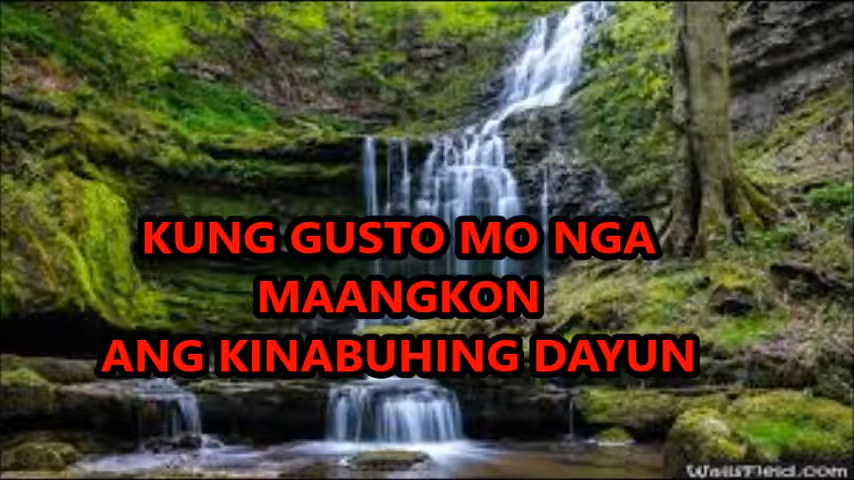 KUNG GUSTO MO NGA
MAANGKON
ANG KINABUHING DAYUN
WallsField.com